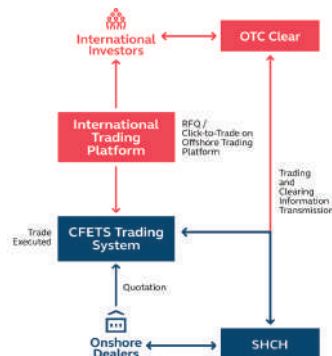 International
Investors
OTC Clear
International
Trading
Platform
RFQ /
Click-to-Trade on
Offshore Trading
Platform
Trading
and
Clearing
Information
Transmission
Trade
Executed
CFETS Trading
System
Quotation
Onshore
Dealers
SHCH